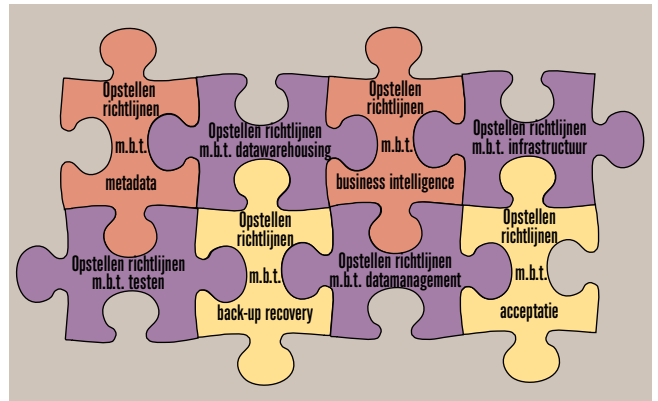 Opstellen
richtlijnen
m.b.t.
metadata
Opstellen richtlijnen
m.b.t. datawarehousing
Opstellen
richtlijnen
m.b.t.
business intelligence
Opstellen richtlijnen
m.b.t. infrastructuur
Opstellen richtlijnen
m.b.t. testen
Opstellen
richtlijnen
m.b.t.
back-up recovery
Opstellen richtlijnen
m.b.t. datamanagement
Opstellen
richtlijnen
m.b.t.
acceptatie